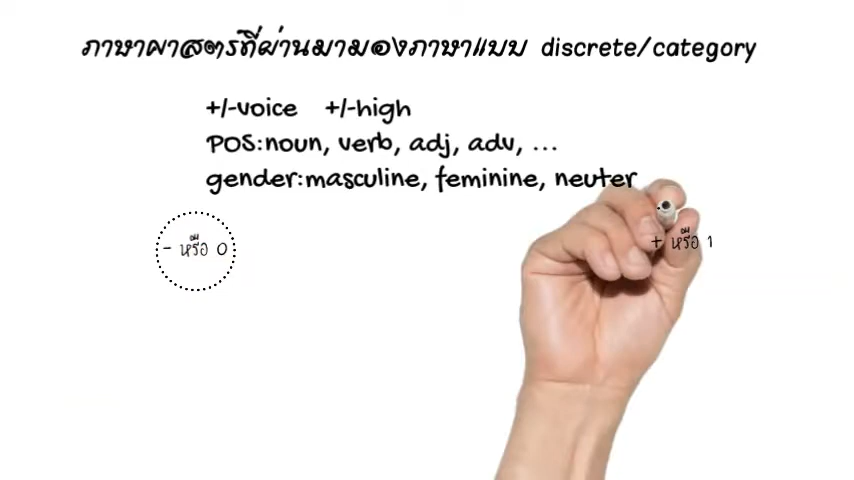 ภาษาศาสตร์ที่ผ่านมามองภาษาแบบ discrete/category
+/-voice +/-high
POS:noun, verb, adj, adv, ...
gender:masculine, feminine, neuter
- หรือ 0 + หรือ 1